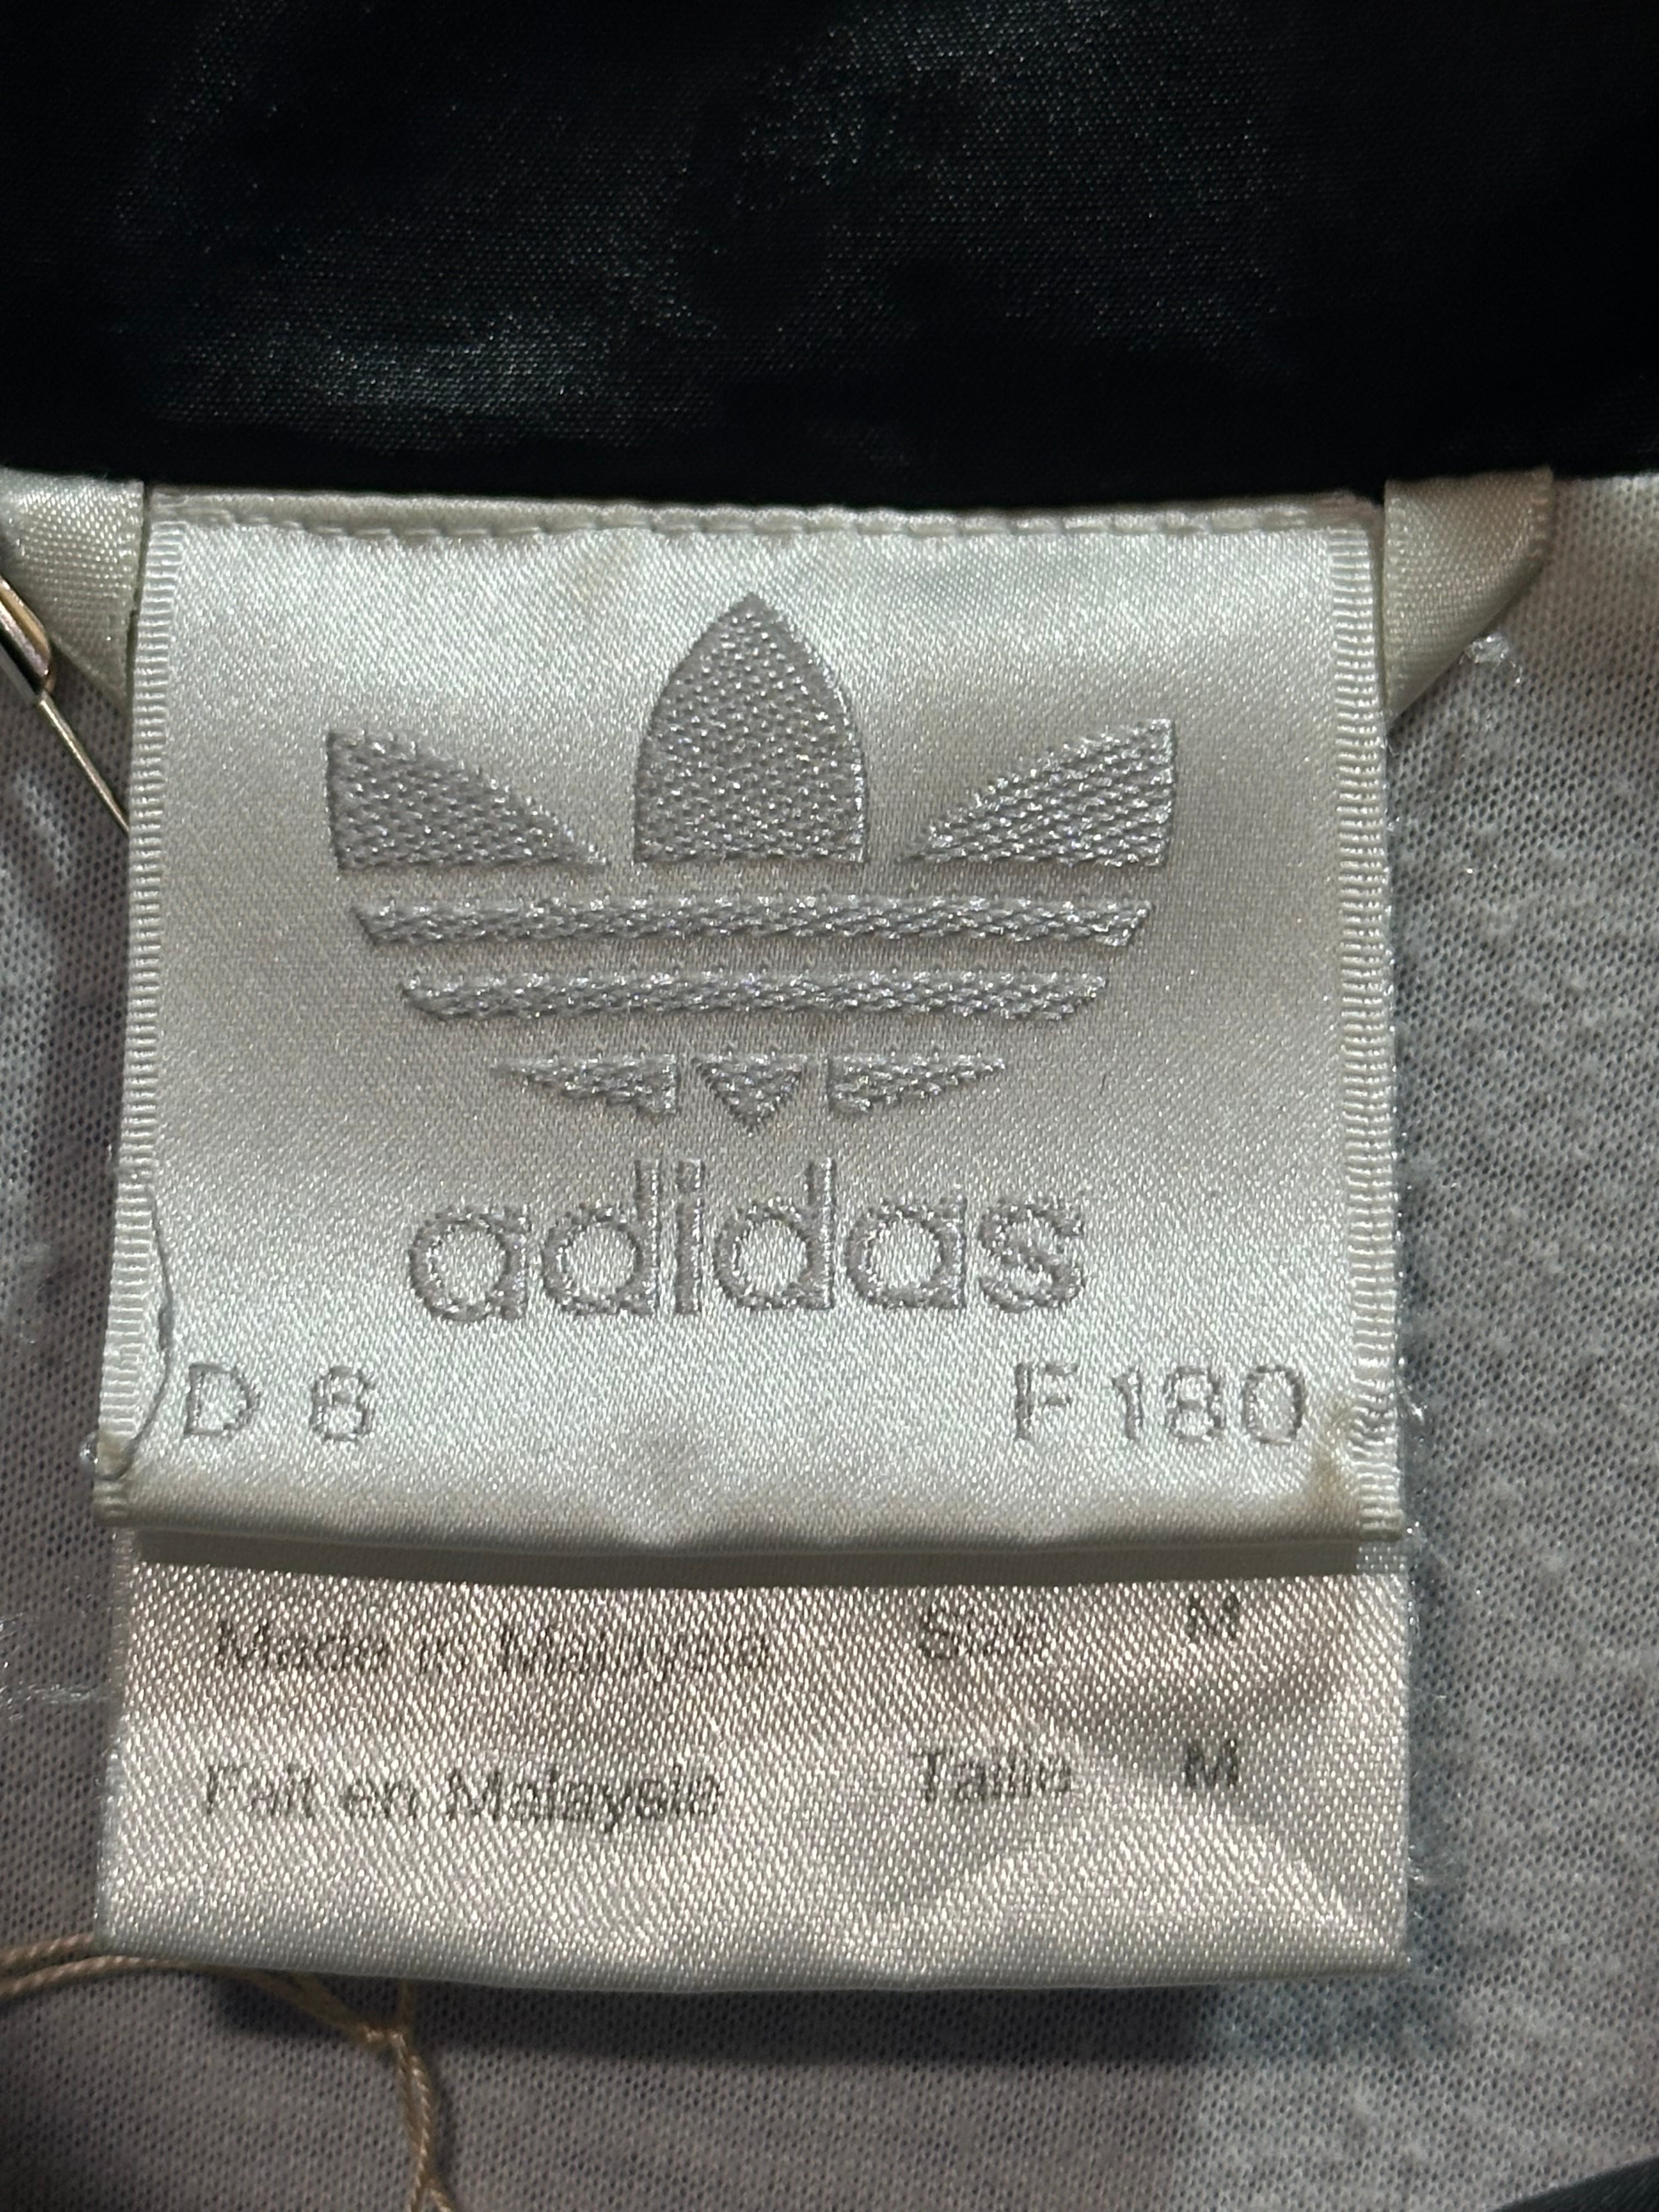 adidas
D 6 F 180
Made in Malaysia Size M
Fait en Malaysie Taille M